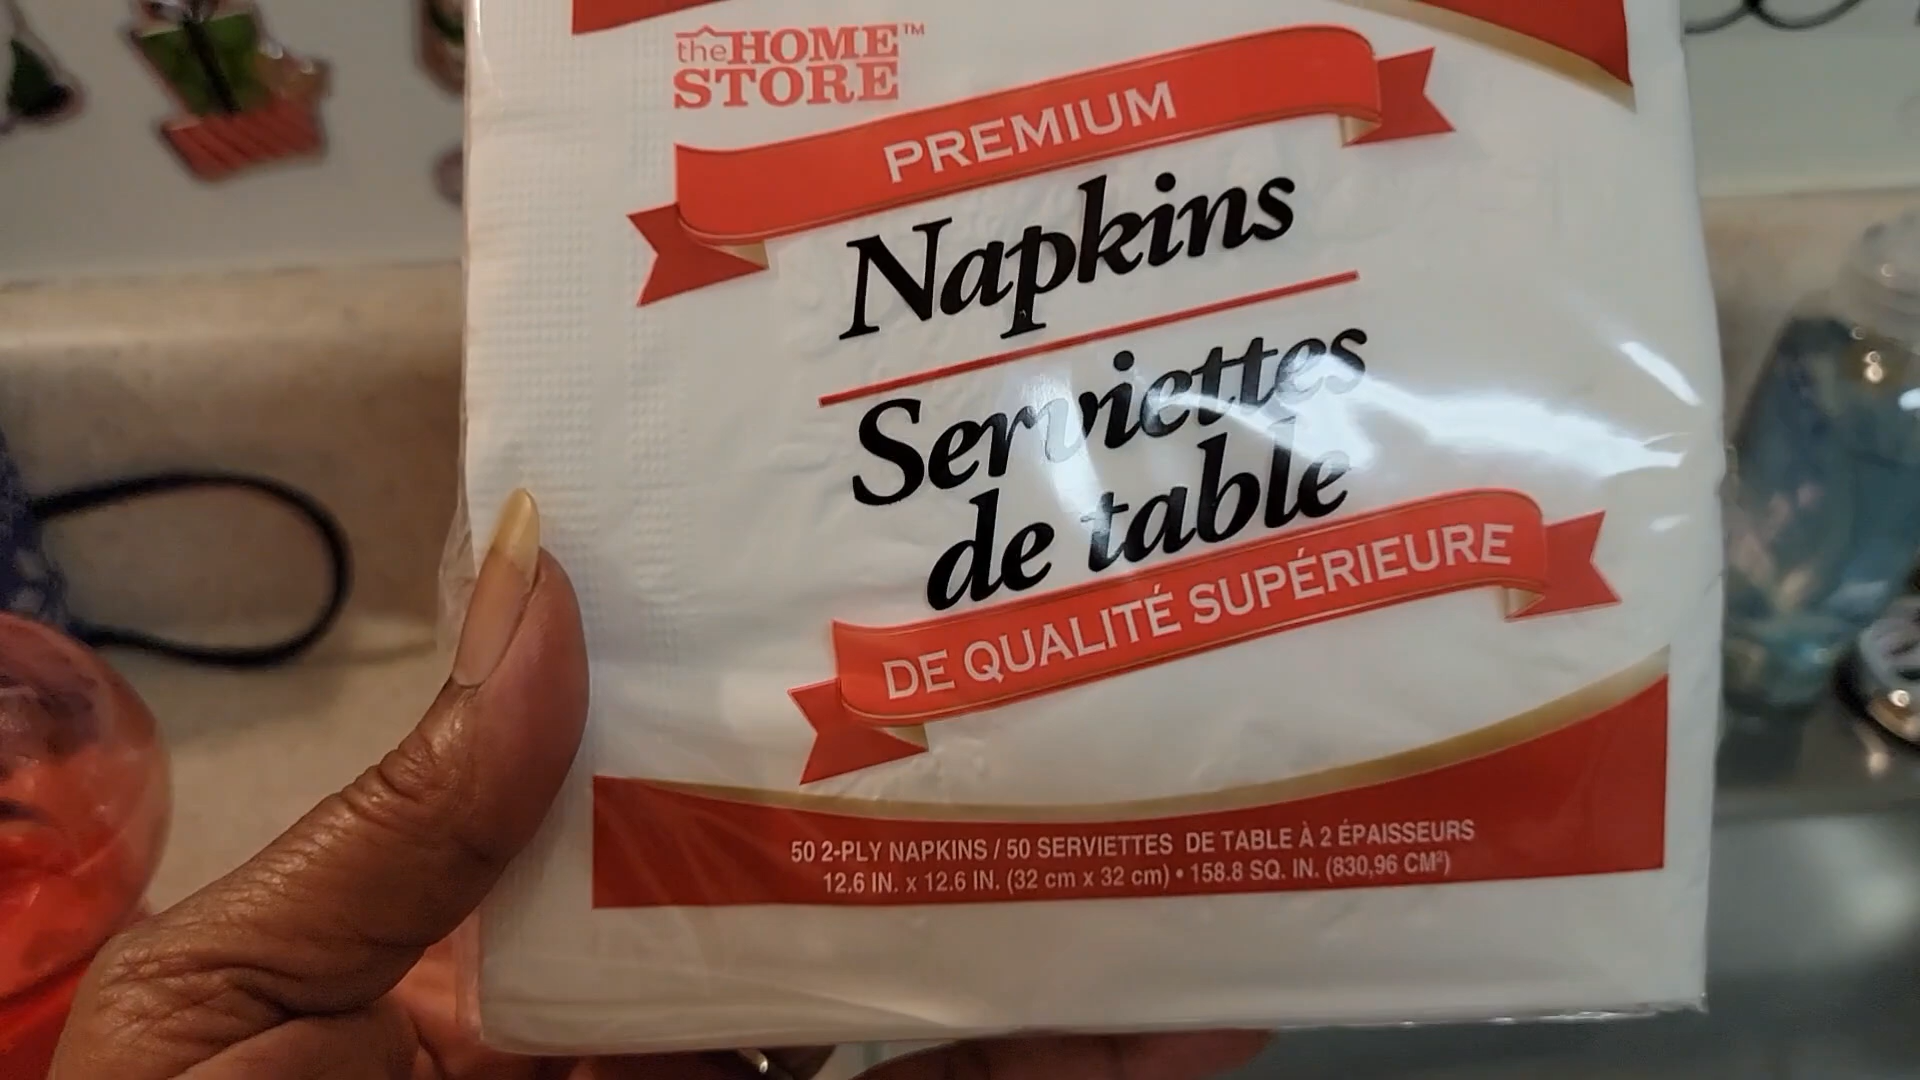 the HOME™
STORE
PREMIUM
Napkins
Serviettes
de table
DE QUALITÉ SUPÉRIEURE
50 2-PLY NAPKINS / 50 SERVIETTES DE TABLE À 2 ÉPAISSEURS
12.6 IN. x 12.6 IN. (32 cm x 32 cm) • 158.8 SQ. IN. (830,96 CM²)